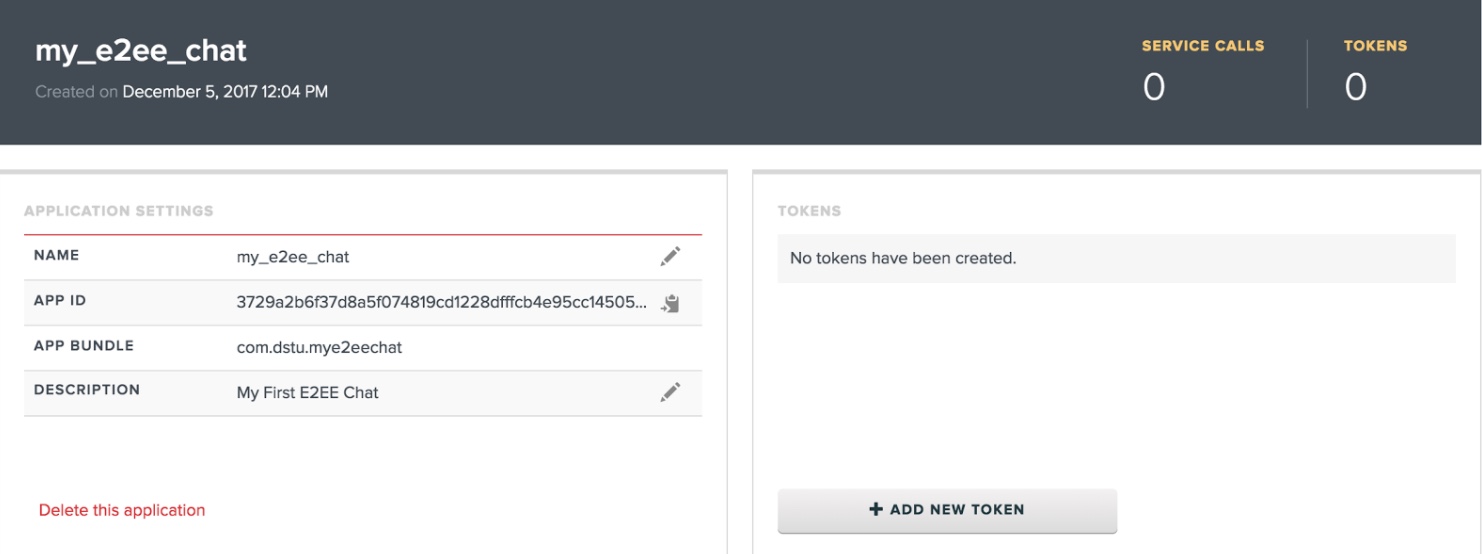 my_e2ee_chat
Created on December 5, 2017 12:04 PM
SERVICE CALLS
0
TOKENS
0
APPLICATION SETTINGS
NAME my_e2ee_chat
APP ID 3729a2b6f37d8a5f074819cd1228dfffcb4e95cc14505...
APP BUNDLE com.dstu.mye2eechat
DESCRIPTION My First E2EE Chat
Delete this application
TOKENS
No tokens have been created.
+ ADD NEW TOKEN